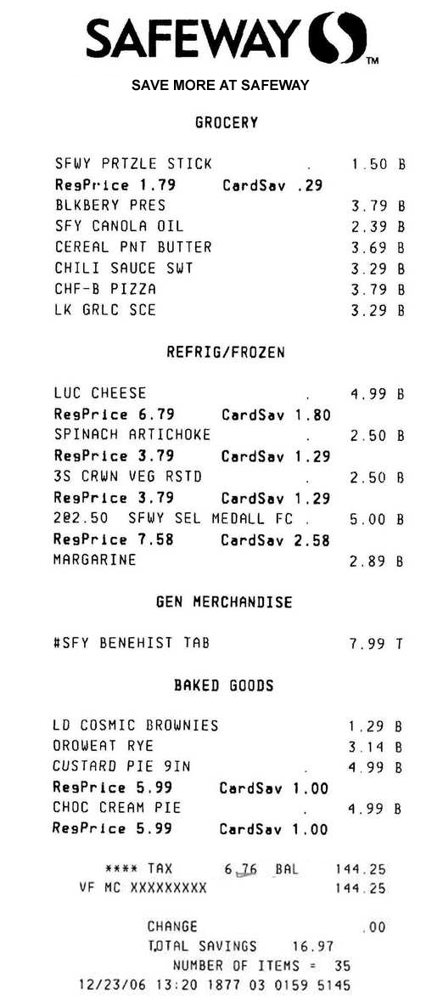 SAFEWAY TM
SAVE MORE AT SAFEWAY
GROCERY
SFWY PRTZLE STICK . 1.50 B
RegPrice 1.79 CardSav .29
BLKBERY PRES 3.79 B
SFY CANOLA OIL 2.39 B
CEREAL PNT BUTTER 3.69 B
CHILI SAUCE SWT 3.29 B
CHF-B PIZZA 3.79 B
LK GRLC SCE 3.29 B
REFRIG/FROZEN
LUC CHEESE . 4.99 B
RegPrice 6.79 CardSav 1.80
SPINACH ARTICHOKE . 2.50 B
RegPrice 3.79 CardSav 1.29
3S CRWN VEG RSTD . 2.50 B
RegPrice 3.79 CardSav 1.29
2@2.50 SFWY SEL MEDALL FC . 5.00 B
RegPrice 7.58 CardSav 2.58
MARGARINE 2.89 B
GEN MERCHANDISE
#SFY BENEHIST TAB 7.99 T
BAKED GOODS
LD COSMIC BROWNIES 1.29 B
OROWEAT RYE 3.14 B
CUSTARD PIE 9IN . 4.99 B
RegPrice 5.99 CardSav 1.00
CHOC CREAM PIE . 4.99 B
RegPrice 5.99 CardSav 1.00
**** TAX 6.76 BAL 144.25
VF MC XXXXXXXXX 144.25
CHANGE .00
TOTAL SAVINGS 16.97
NUMBER OF ITEMS = 35
12/23/06 13:20 1877 03 0159 5145